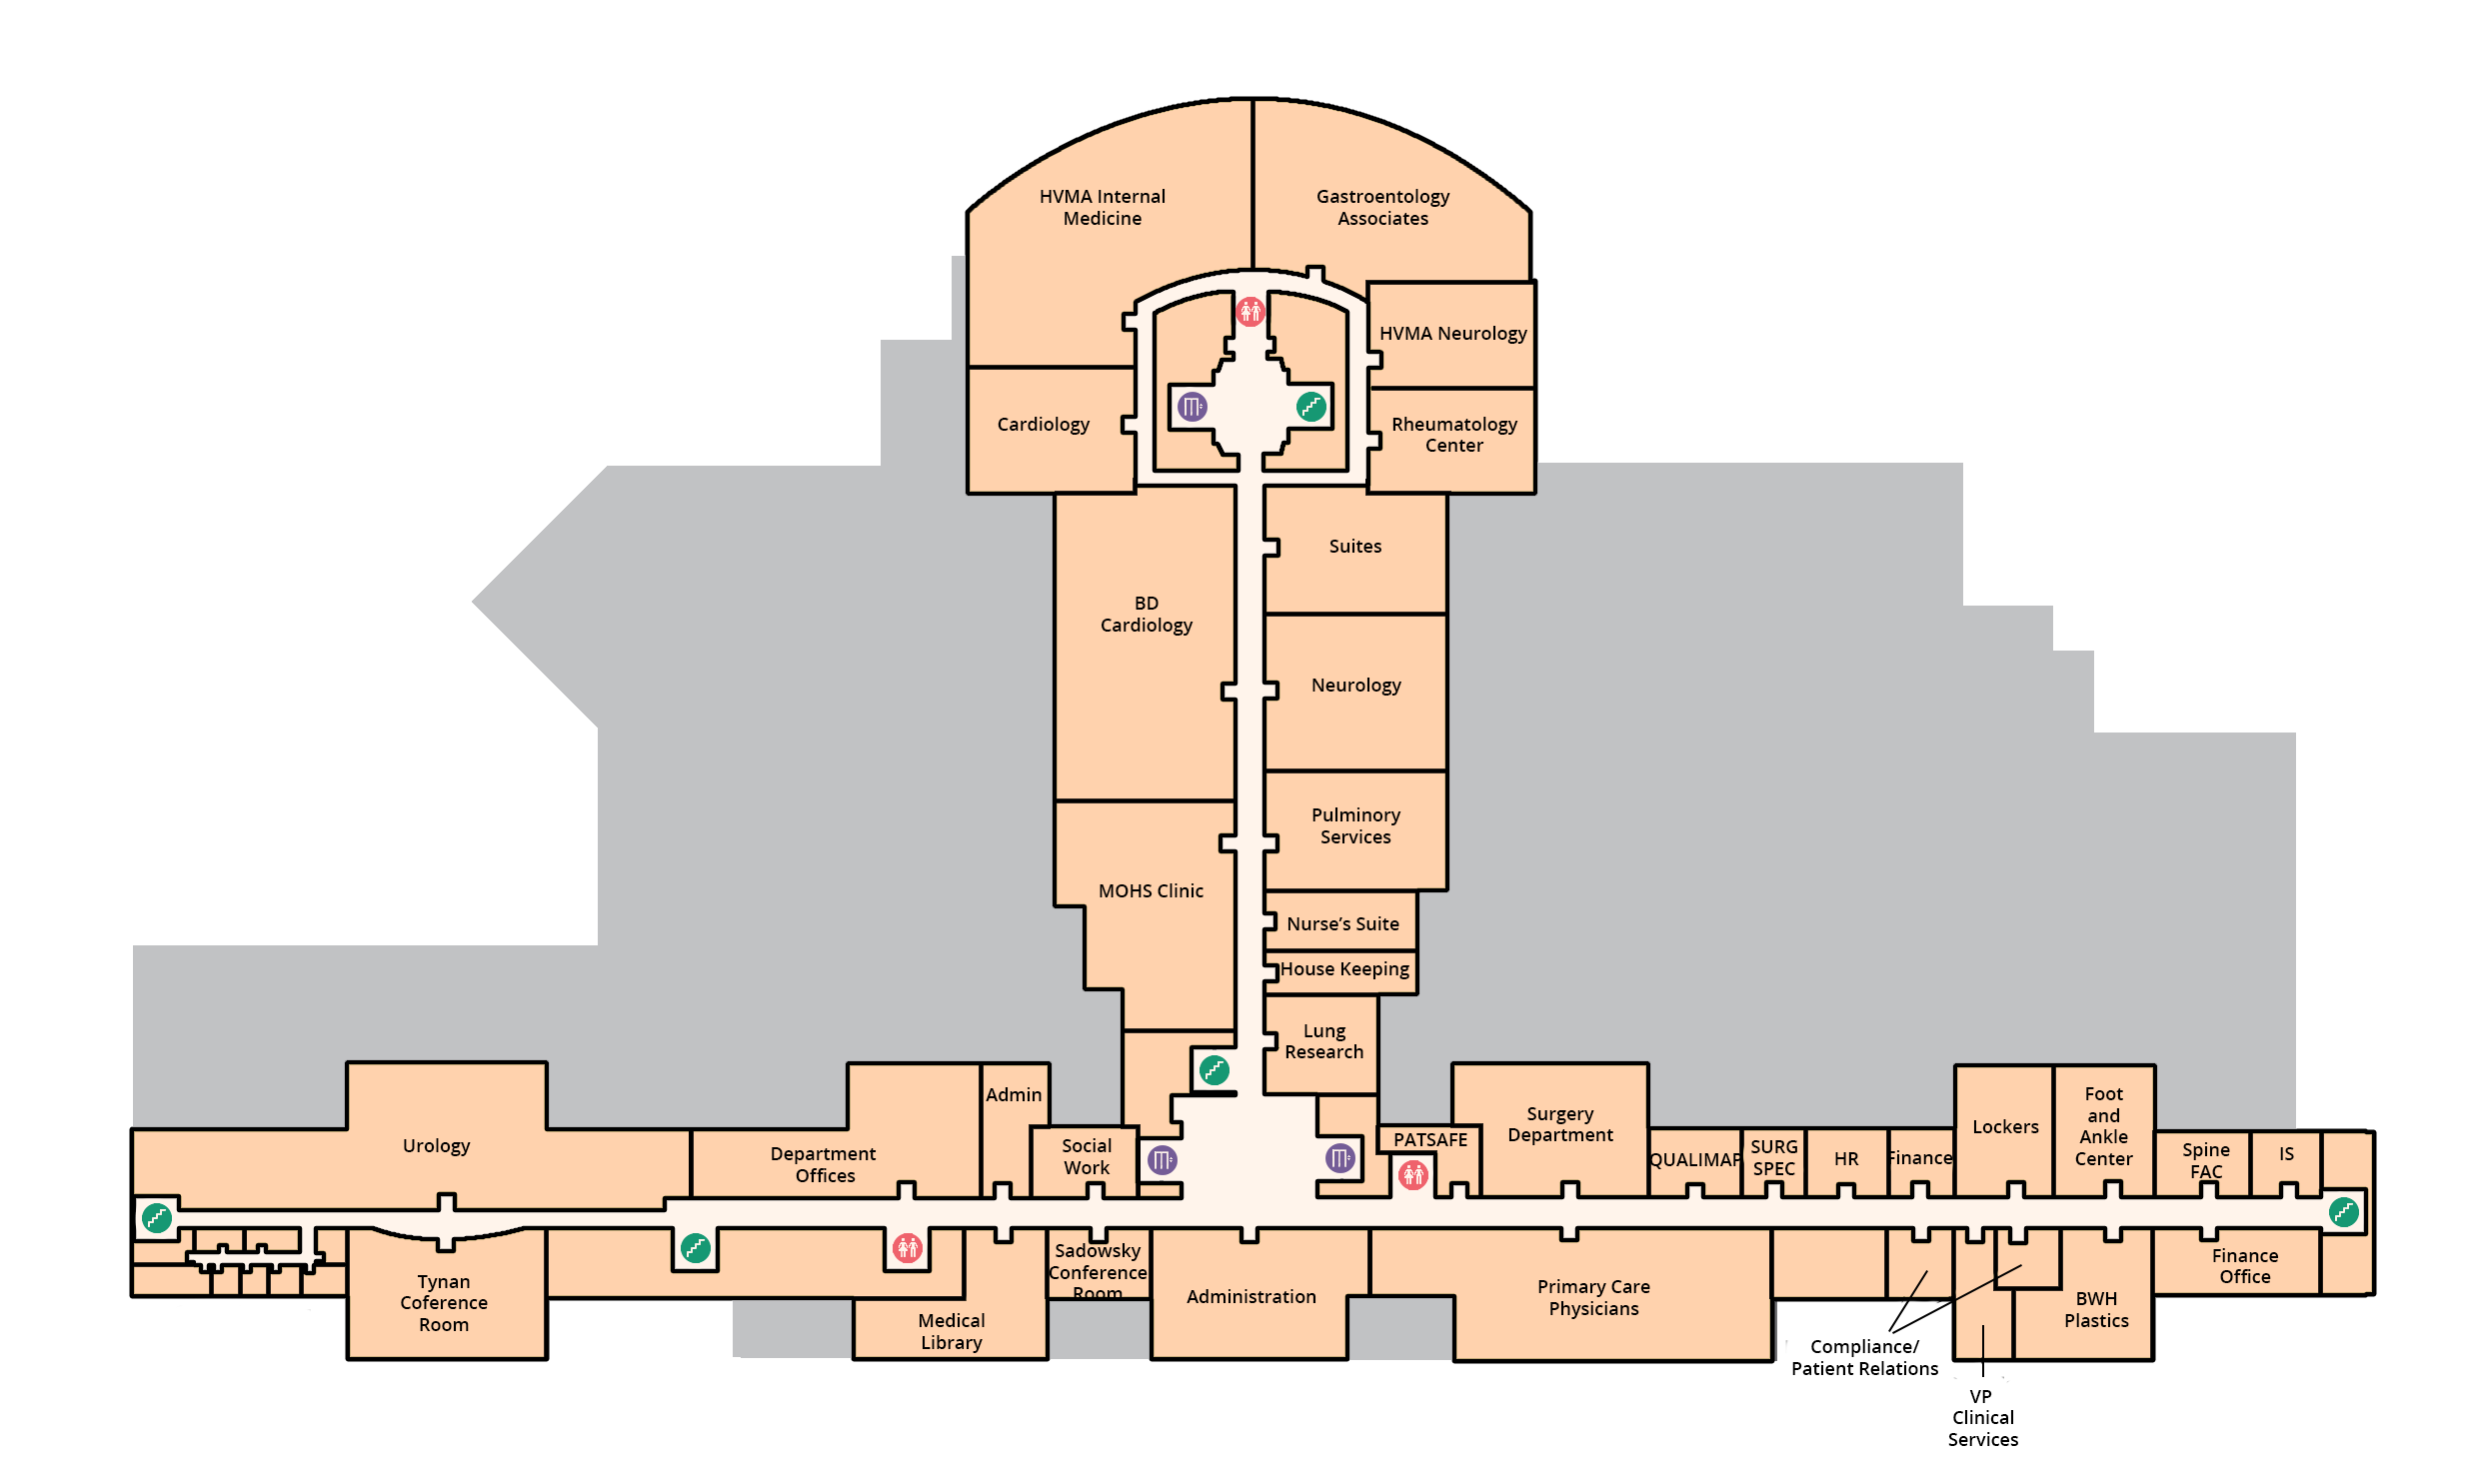 HVMA Internal
Medicine
Gastroentology
Associates
HVMA Neurology
Cardiology
Rheumatology
Center
Suites
BD
Cardiology
Neurology
Pulminory
Services
MOHS Clinic
Nurse’s Suite
House Keeping
Lung
Research
Admin
Urology
Department
Offices
Social
Work
PATSAFE
Surgery
Department
QUALIMAP
SURG
SPEC
HR
Finance
Lockers
Foot
and
Ankle
Center
Spine
FAC
IS
Tynan
Coference
Room
Medical
Library
Sadowsky
Conference
Room
Administration
Primary Care
Physicians
Compliance/
Patient Relations
VP
Clinical
Services
BWH
Plastics
Finance
Office